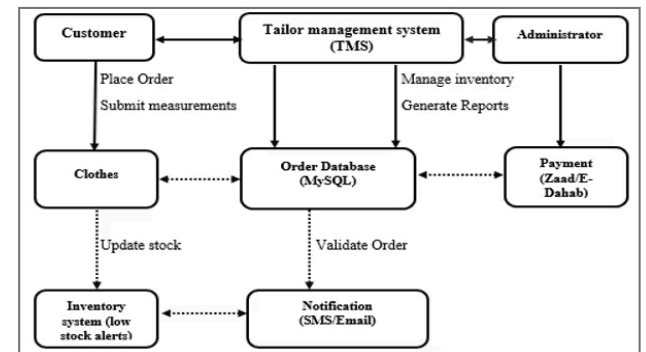 Customer
Tailor management system
(TMS)
Administrator
Place Order
Submit measurements
Manage inventory
Generate Reports
Clothes
Order Database
(MySQL)
Payment
(Zaad/E-
Dahab)
Update stock
Validate Order
Inventory
system (low
stock alerts)
Notification
(SMS/Email)